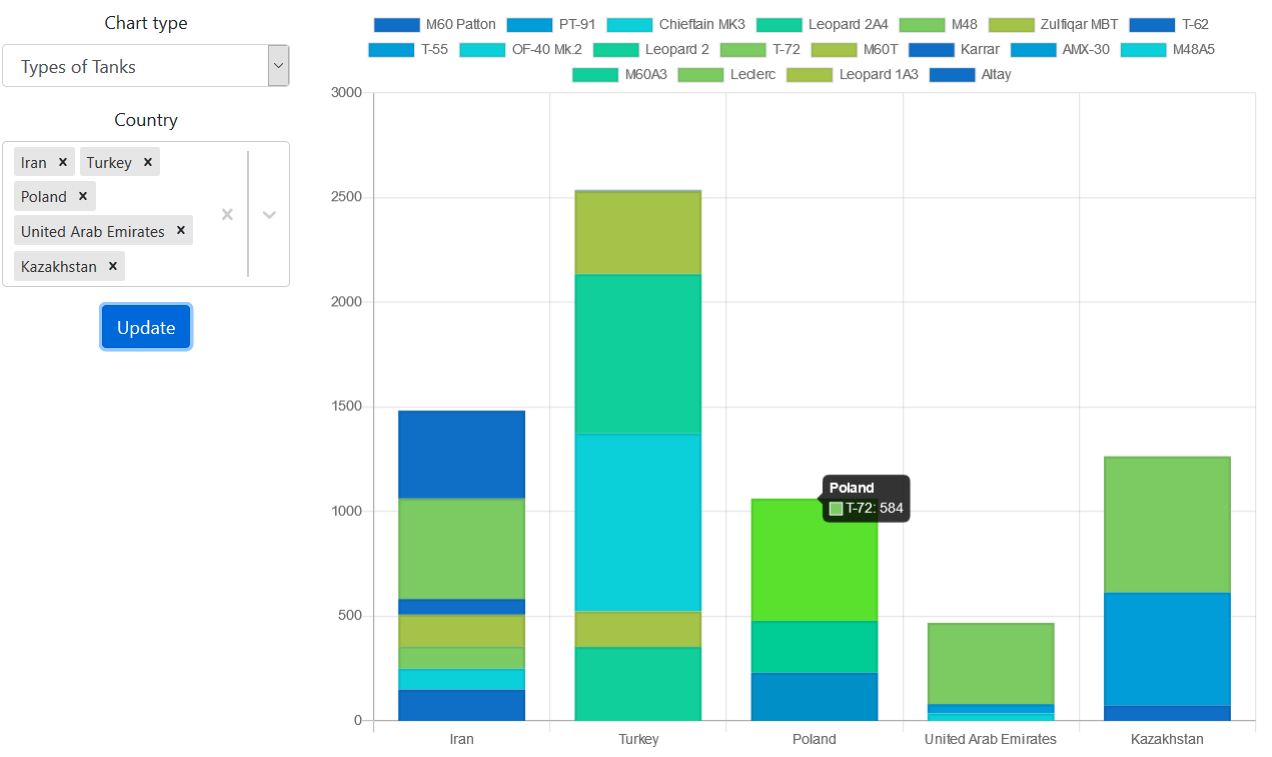 Chart type
Types of Tanks
Country
Iran × Turkey ×
Poland ×
United Arab Emirates ×
Kazakhstan ×
Update
M60 Patton PT-91 Chieftain MK3 Leopard 2A4 M48 Zulfiqar MBT T-62
T-55 OF-40 Mk.2 Leopard 2 T-72 M60T Karrar AMX-30 M48A5
M60A3 Leclerc Leopard 1A3 Altay
3000
2500
2000
1500
1000
500
0
Poland
T-72: 584
Iran Turkey Poland United Arab Emirates Kazakhstan